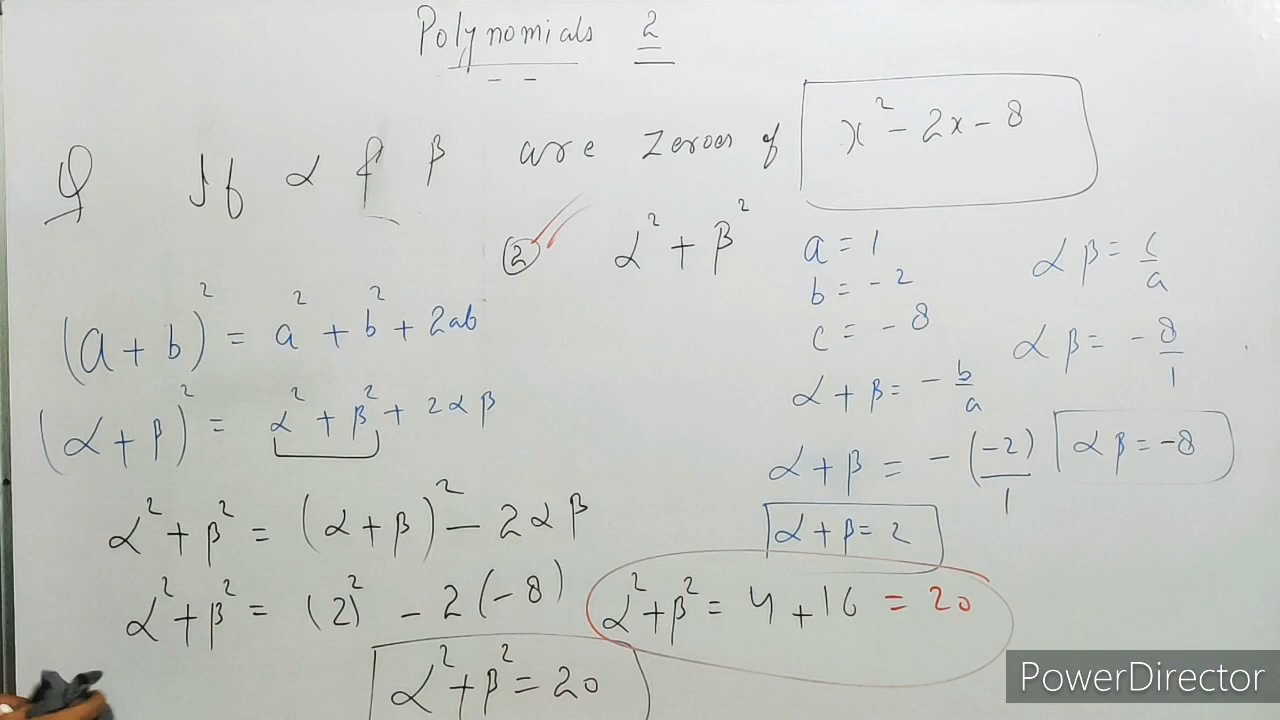 Polynomials 2
Q If α & β are zeroes of x² - 2x - 8
② α² + β²
(a + b)² = a² + b² + 2ab
(α + β)² = α² + β² + 2αβ
α² + β² = (α + β)² - 2αβ
α² + β² = (2)² - 2(-8)
α² + β² = 4 + 16 = 20
α² + β² = 20
a = 1
b = -2
c = -8
α + β = - b/a
α + β = - (-2)/1
α + β = 2
αβ = c/a
αβ = - 8/1
αβ = -8
PowerDirector